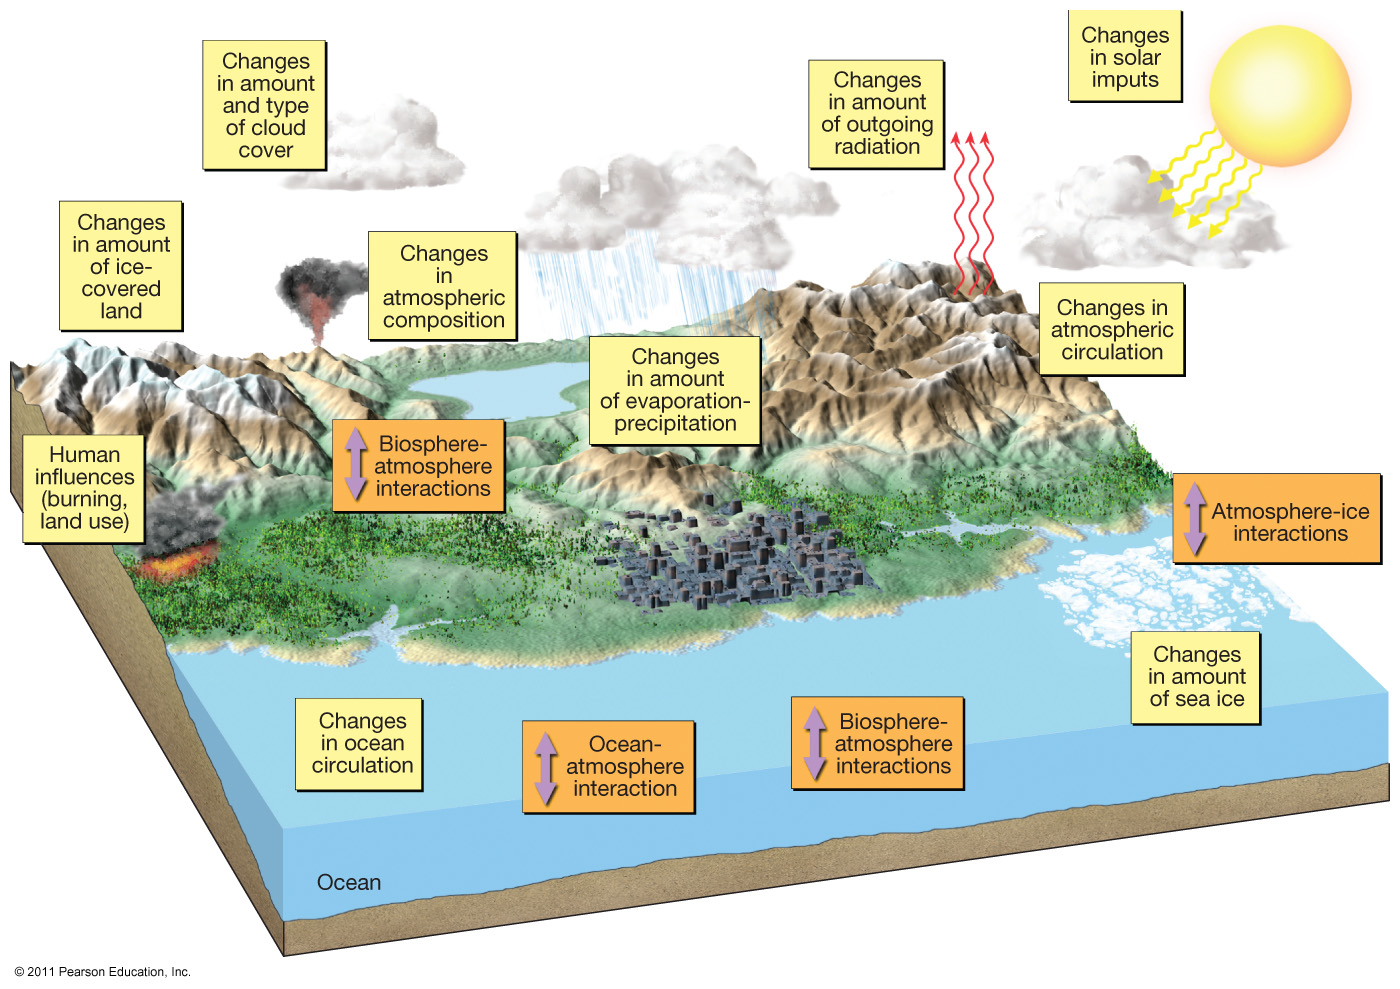 Changes
in solar
imputs
Changes
in amount
and type
of cloud
cover
Changes
in amount
of outgoing
radiation
Changes
in amount
of ice-
covered
land
Changes
in
atmospheric
composition
Changes in
atmospheric
circulation
Changes
in amount
of evaporation-
precipitation
Human
influences
(burning,
land use)
Biosphere-
atmosphere
interactions
Atmosphere-ice
interactions
Changes
in amount
of sea ice
Changes
in ocean
circulation
Ocean-
atmosphere
interaction
Biosphere-
atmosphere
interactions
Ocean
© 2011 Pearson Education, Inc.